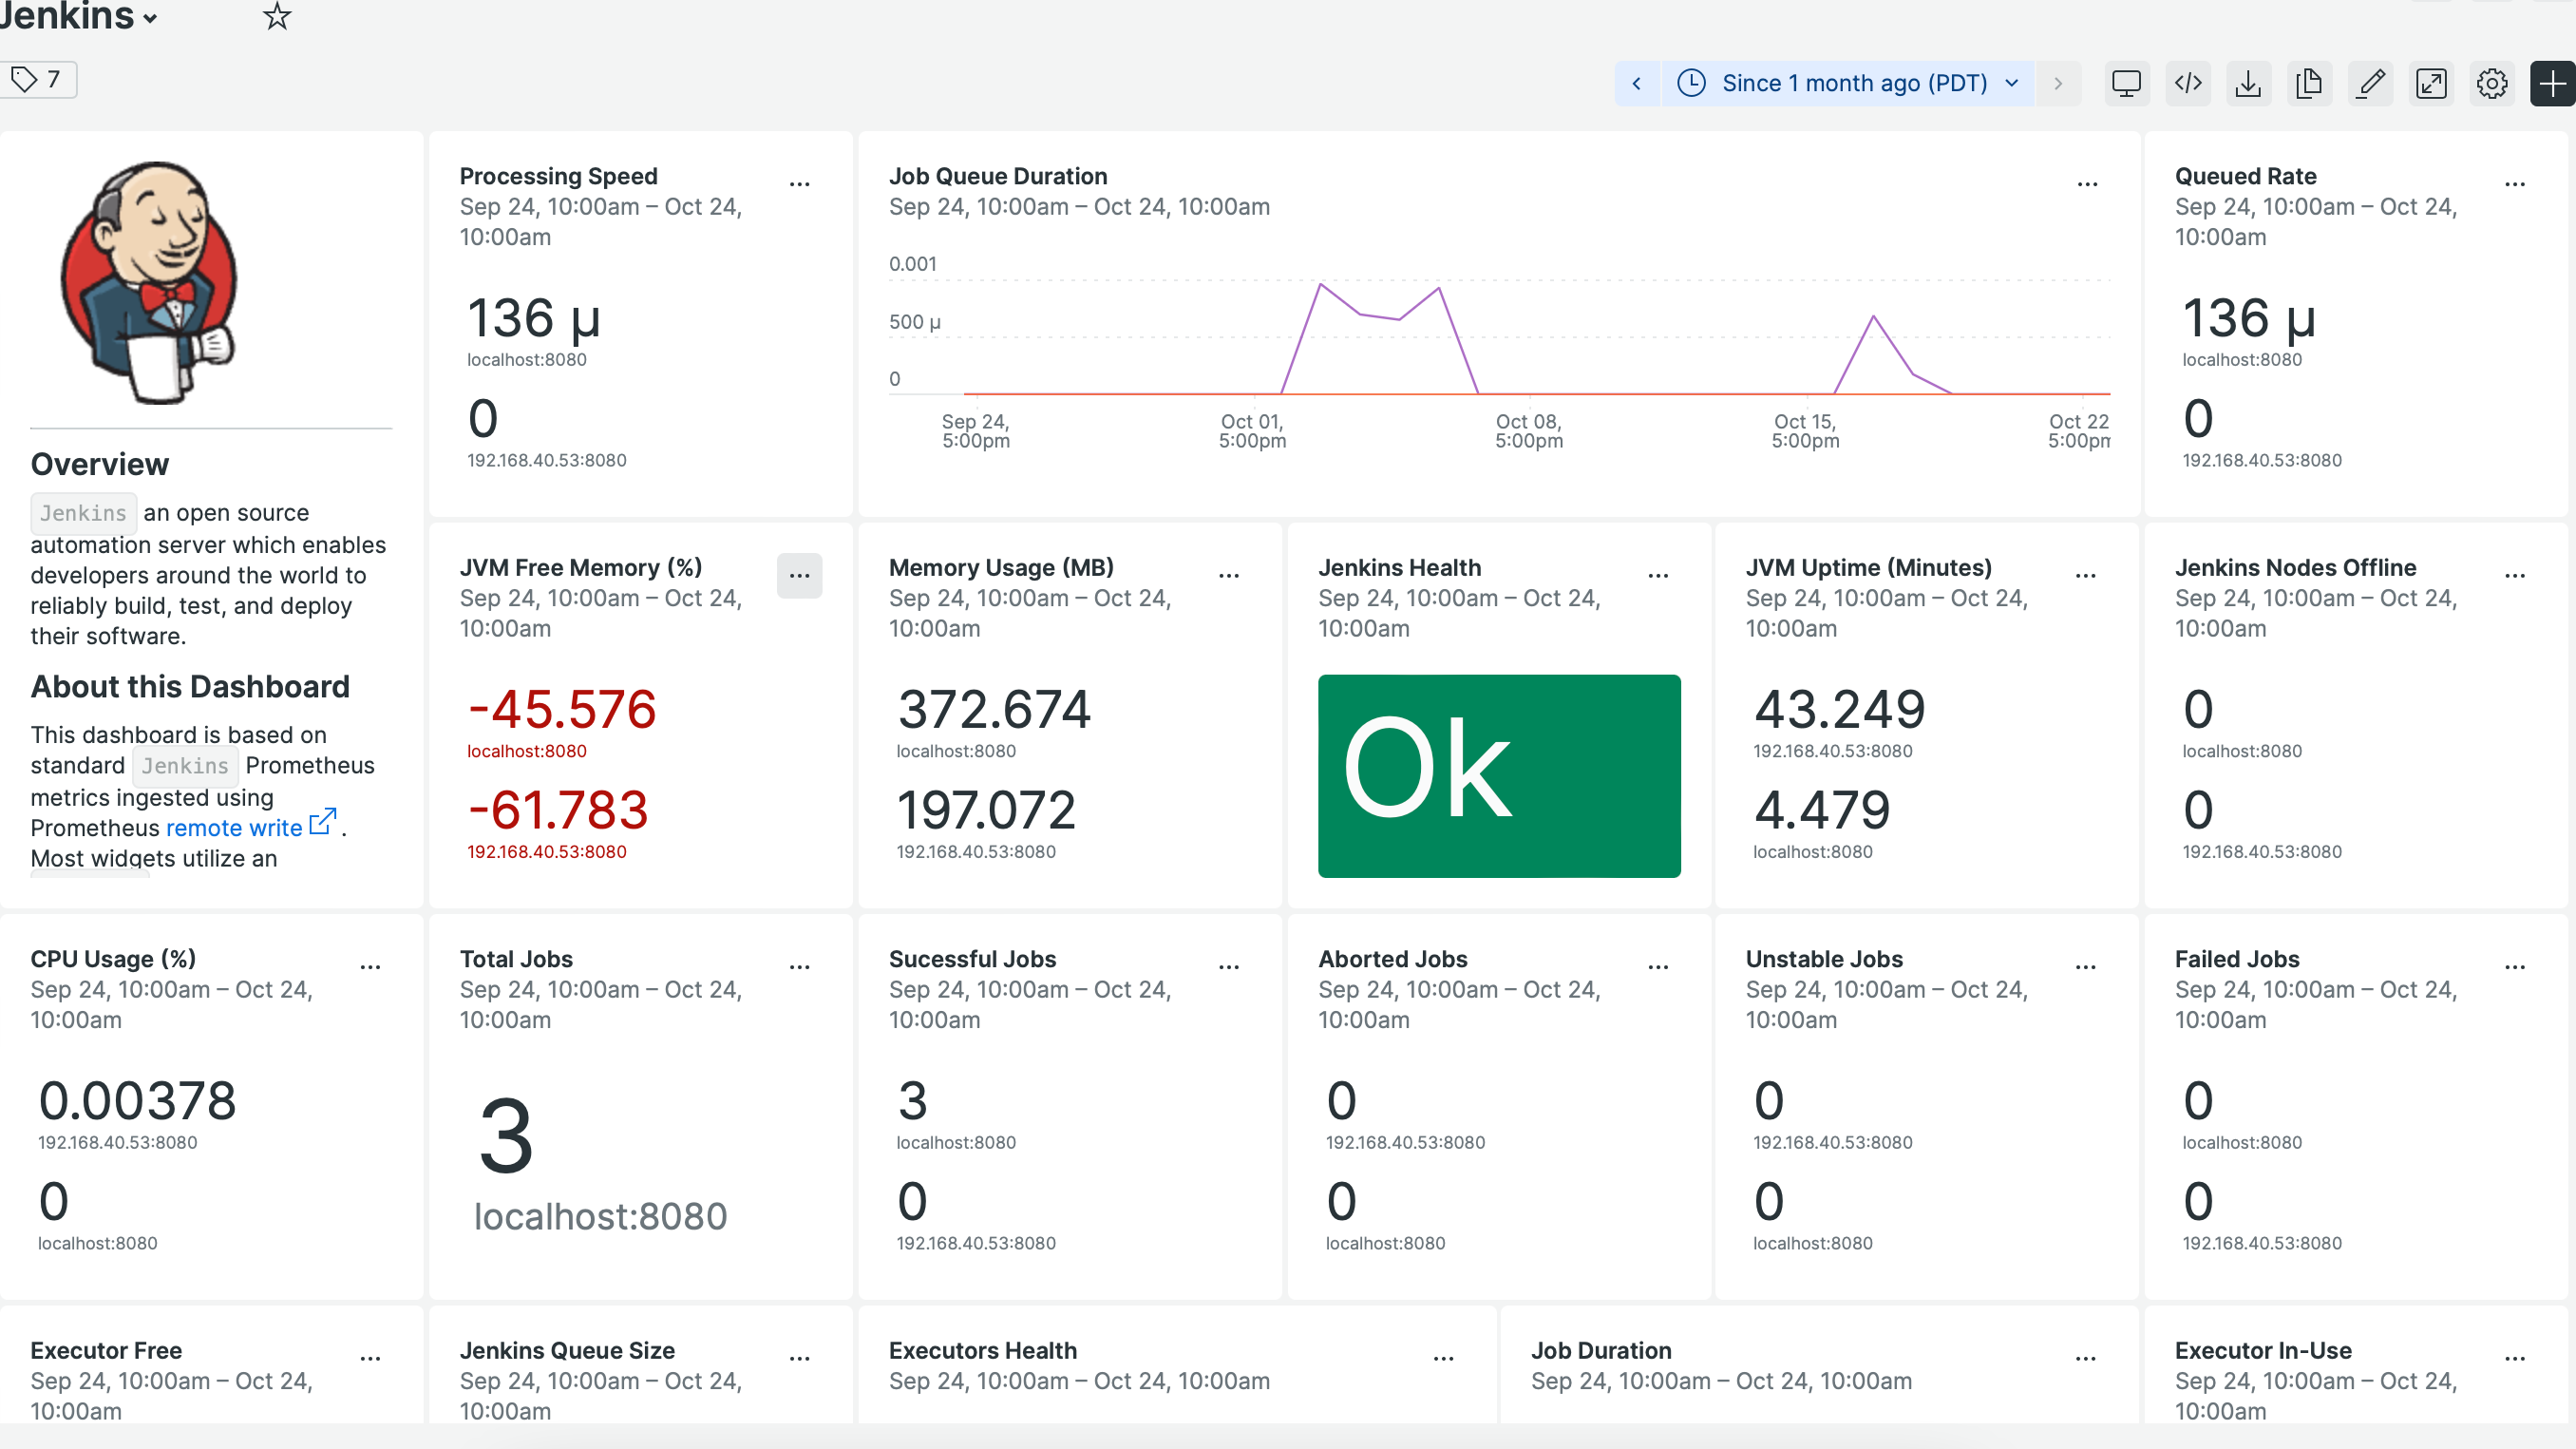 Jenkins
7
Since 1 month ago (PDT)
Overview
Jenkins an open source
automation server which enables
developers around the world to
reliably build, test, and deploy
their software.
About this Dashboard
This dashboard is based on
standard Jenkins Prometheus
metrics ingested using
Prometheus remote write .
Most widgets utilize an
Processing Speed
Sep 24, 10:00am – Oct 24,
10:00am
136 µ
localhost:8080
0
192.168.40.53:8080
Job Queue Duration
Sep 24, 10:00am – Oct 24, 10:00am
0.001
500 µ
0
Sep 24,
5:00pm
Oct 01,
5:00pm
Oct 08,
5:00pm
Oct 15,
5:00pm
Oct 22
5:00pm
Queued Rate
Sep 24, 10:00am – Oct 24,
10:00am
136 µ
localhost:8080
0
192.168.40.53:8080
JVM Free Memory (%)
Sep 24, 10:00am – Oct 24,
10:00am
-45.576
localhost:8080
-61.783
192.168.40.53:8080
Memory Usage (MB)
Sep 24, 10:00am – Oct 24,
10:00am
372.674
localhost:8080
197.072
192.168.40.53:8080
Jenkins Health
Sep 24, 10:00am – Oct 24,
10:00am
Ok
JVM Uptime (Minutes)
Sep 24, 10:00am – Oct 24,
10:00am
43.249
192.168.40.53:8080
4.479
localhost:8080
Jenkins Nodes Offline
Sep 24, 10:00am – Oct 24,
10:00am
0
localhost:8080
0
192.168.40.53:8080
CPU Usage (%)
Sep 24, 10:00am – Oct 24,
10:00am
0.00378
192.168.40.53:8080
0
localhost:8080
Total Jobs
Sep 24, 10:00am – Oct 24,
10:00am
3
localhost:8080
Sucessful Jobs
Sep 24, 10:00am – Oct 24,
10:00am
3
localhost:8080
0
192.168.40.53:8080
Aborted Jobs
Sep 24, 10:00am – Oct 24,
10:00am
0
192.168.40.53:8080
0
localhost:8080
Unstable Jobs
Sep 24, 10:00am – Oct 24,
10:00am
0
192.168.40.53:8080
0
localhost:8080
Failed Jobs
Sep 24, 10:00am – Oct 24,
10:00am
0
localhost:8080
0
192.168.40.53:8080
Executor Free
Sep 24, 10:00am – Oct 24,
10:00am
Jenkins Queue Size
Sep 24, 10:00am – Oct 24,
10:00am
Executors Health
Sep 24, 10:00am – Oct 24, 10:00am
Job Duration
Sep 24, 10:00am – Oct 24, 10:00am
Executor In-Use
Sep 24, 10:00am – Oct 24,
10:00am